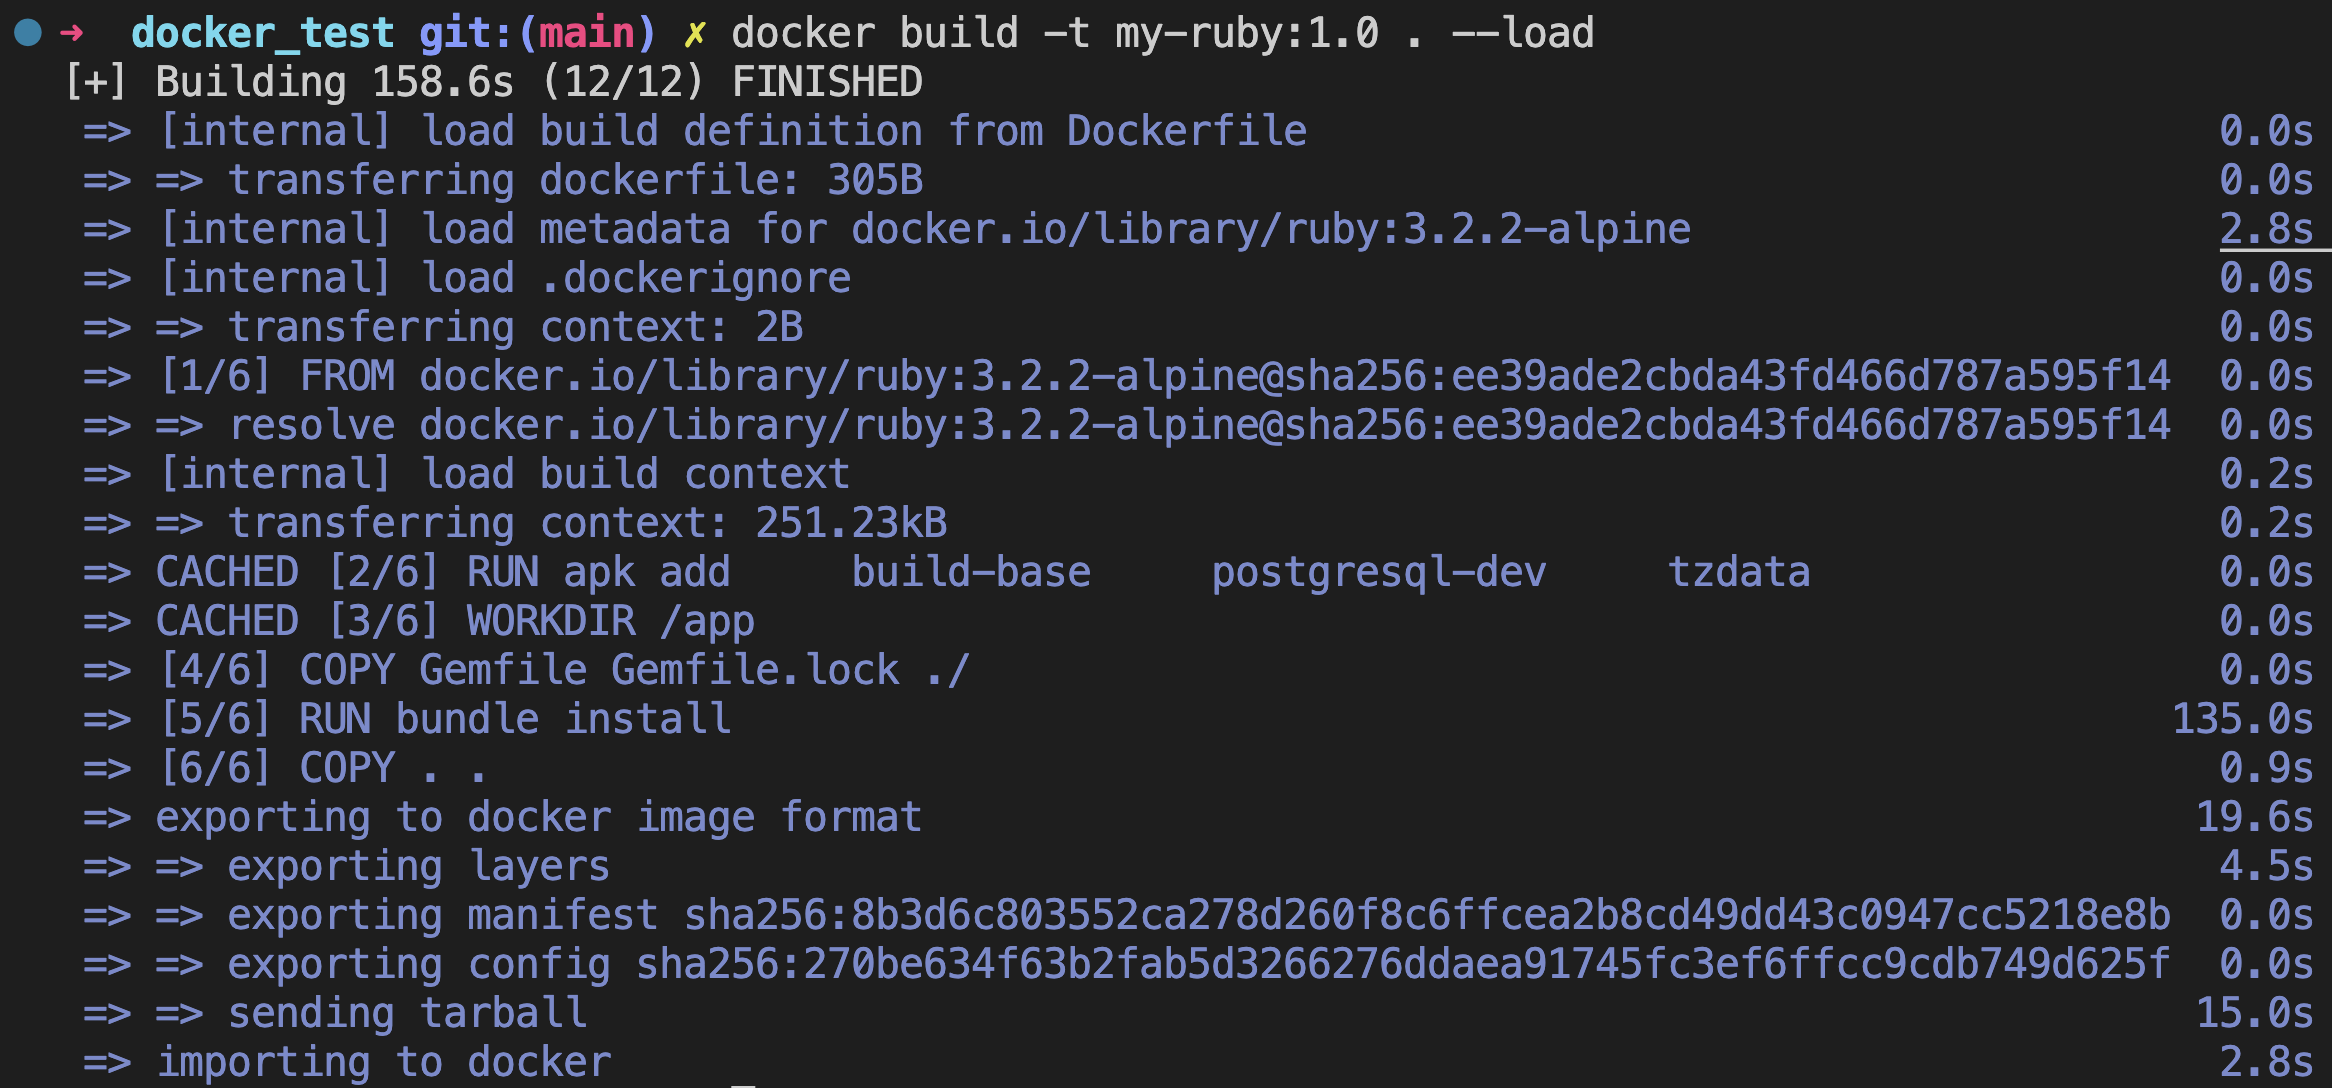 ➜ docker_test git:(main) ✗ docker build -t my-ruby:1.0 . --load
[+] Building 158.6s (12/12) FINISHED
=> [internal] load build definition from Dockerfile 0.0s
=> => transferring dockerfile: 305B 0.0s
=> [internal] load metadata for docker.io/library/ruby:3.2.2-alpine 2.8s
=> [internal] load .dockerignore 0.0s
=> => transferring context: 2B 0.0s
=> [1/6] FROM docker.io/library/ruby:3.2.2-alpine@sha256:ee39ade2cbda43fd466d787a595f14 0.0s
=> => resolve docker.io/library/ruby:3.2.2-alpine@sha256:ee39ade2cbda43fd466d787a595f14 0.0s
=> [internal] load build context 0.2s
=> => transferring context: 251.23kB 0.2s
=> CACHED [2/6] RUN apk add     build-base     postgresql-dev     tzdata 0.0s
=> CACHED [3/6] WORKDIR /app 0.0s
=> [4/6] COPY Gemfile Gemfile.lock ./ 0.0s
=> [5/6] RUN bundle install 135.0s
=> [6/6] COPY . . 0.9s
=> exporting to docker image format 19.6s
=> => exporting layers 4.5s
=> => exporting manifest sha256:8b3d6c803552ca278d260f8c6ffcea2b8cd49dd43c0947cc5218e8b 0.0s
=> => exporting config sha256:270be634f63b2fab5d3266276ddaea91745fc3ef6ffcc9cdb749d625f 0.0s
=> => sending tarball 15.0s
=> importing to docker 2.8s